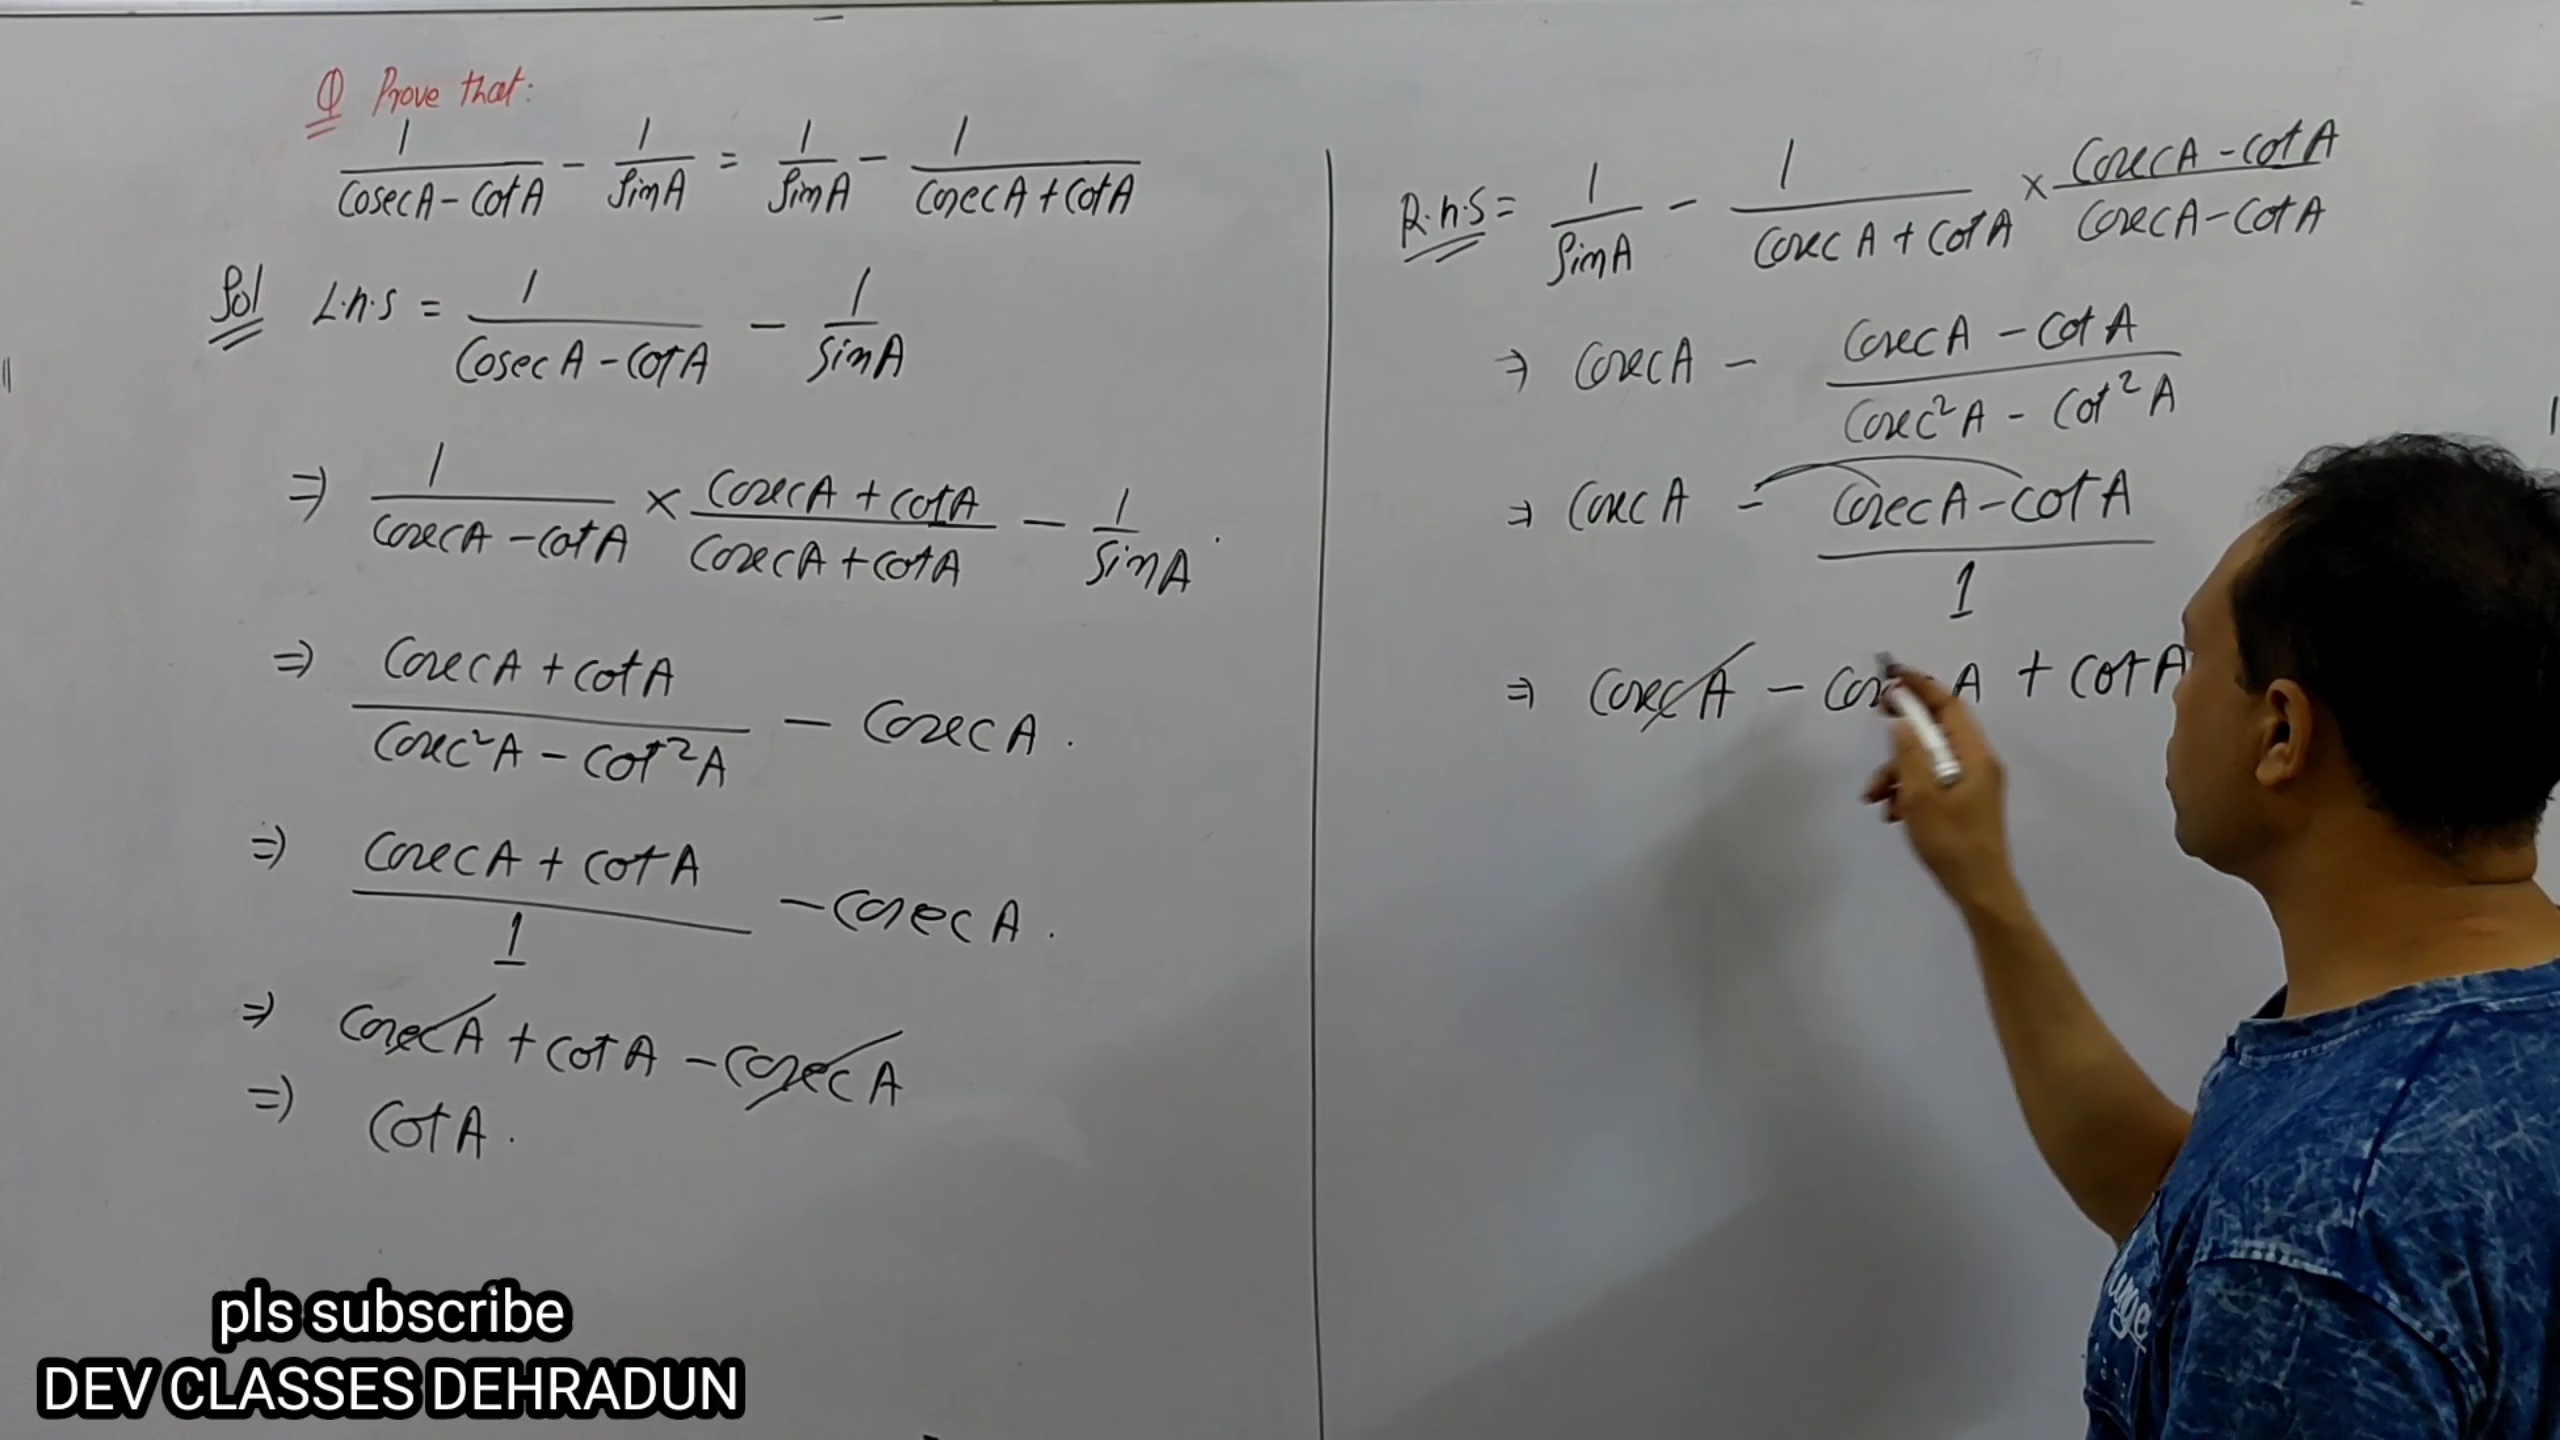 Q Prove that:
1/(CosecA - CotA) - 1/SinA = 1/SinA - 1/(CosecA + CotA)
Sol L.H.S = 1/(CosecA - CotA) - 1/SinA
⇒ 1/(CosecA - CotA) × (CosecA + CotA)/(CosecA + CotA) - 1/SinA.
⇒ (CosecA + CotA)/(Cosec²A - Cot²A) - CosecA.
⇒ (CosecA + CotA)/1 - CosecA.
⇒ CosecA + CotA - CosecA
⇒ CotA.
R.H.S = 1/SinA - 1/(CosecA + CotA) × (CosecA - CotA)/(CosecA - CotA)
⇒ CosecA - (CosecA - CotA)/(Cosec²A - Cot²A)
⇒ CosecA - (CosecA - CotA)/1
⇒ CosecA - CosecA + CotA
pls subscribe
DEV CLASSES DEHRADUN